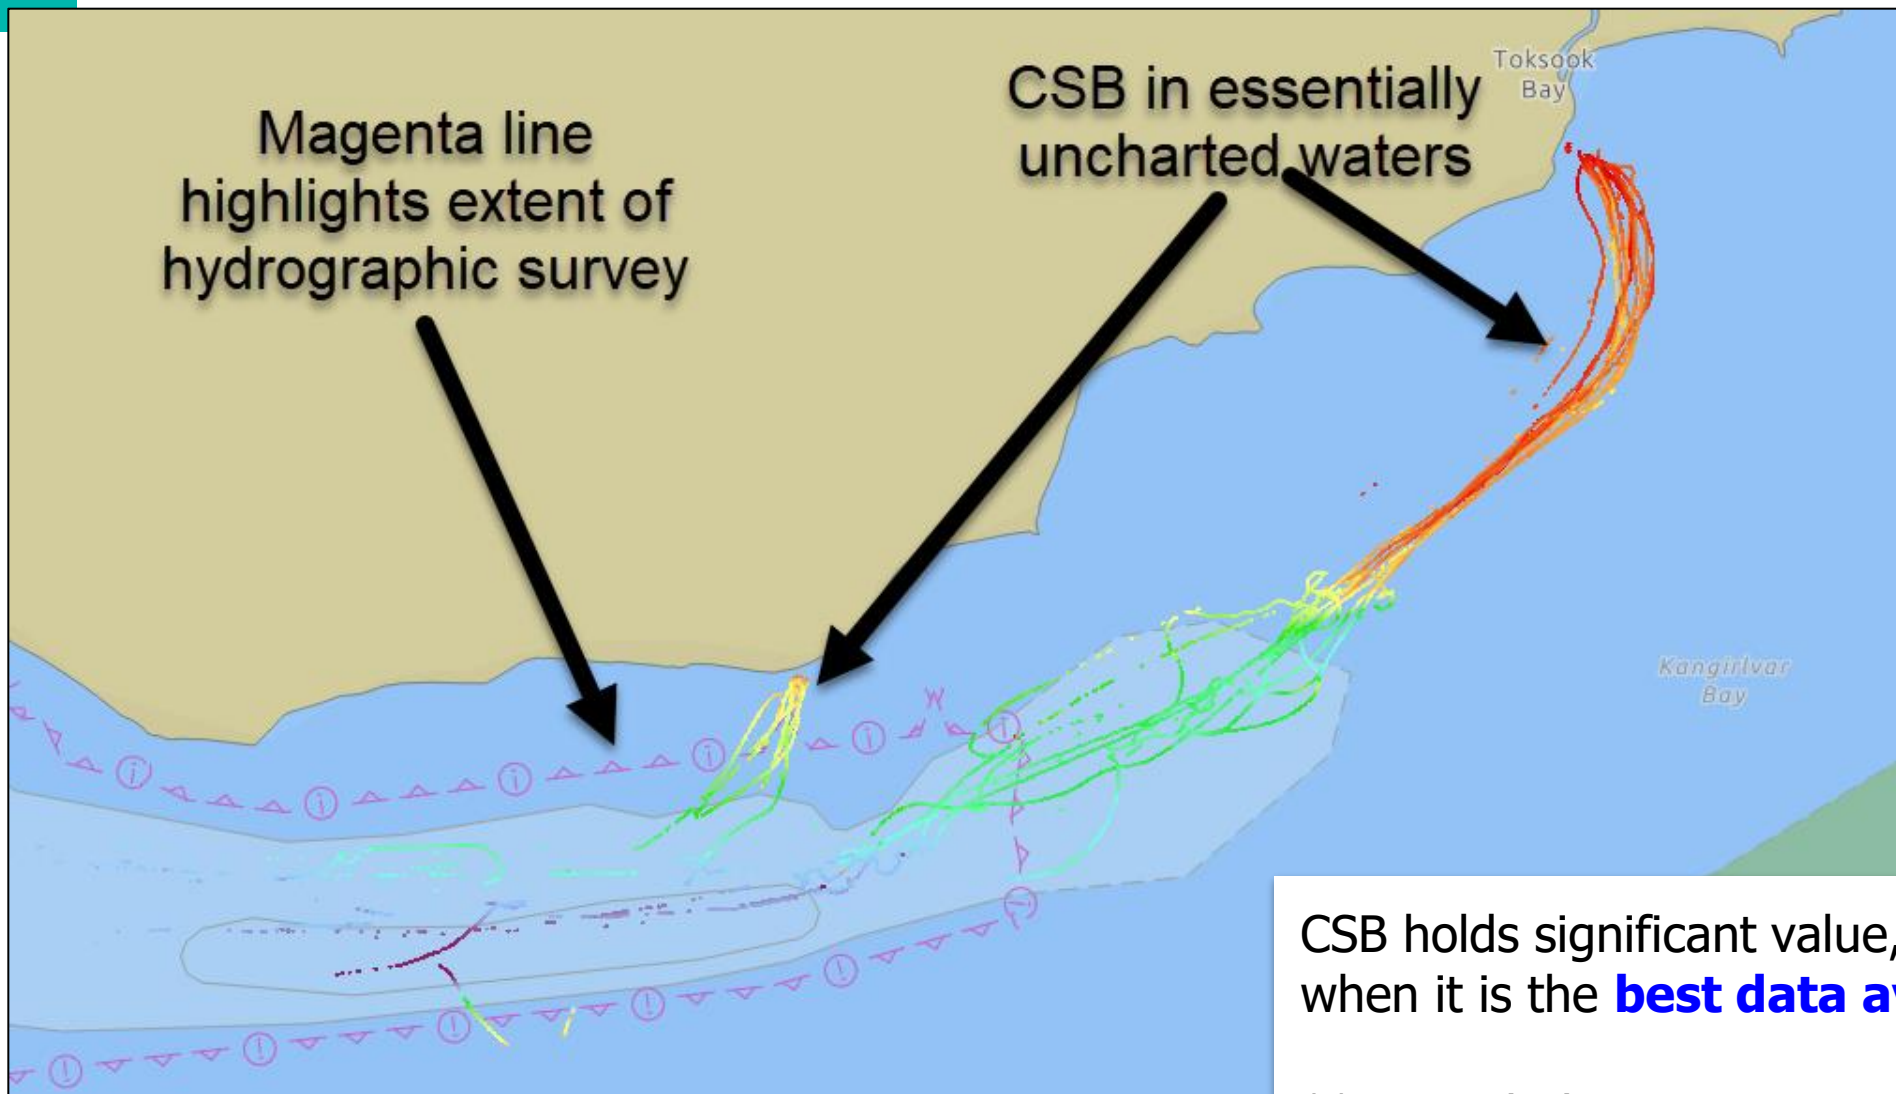 Magenta line
highlights extent of
hydrographic survey
CSB in essentially
uncharted waters
Toksook
Bay
Kangirlvar
Bay
CSB holds significant value,
when it is the best data